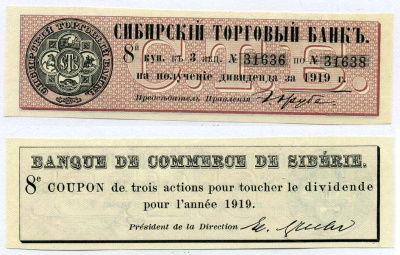 СИБИРСКІЙ ТОРГОВЫЙ БАНКЪ.
8й куп. къ 3 акц. № 31636 по № 31638
на полученіе дивиденда за 1919 г.
Предсѣдатель Правленія
BANQUE DE COMMERCE DE SIBÉRIE.
8e COUPON de trois actions pour toucher le dividende
pour l'année 1919.
Président de la Direction